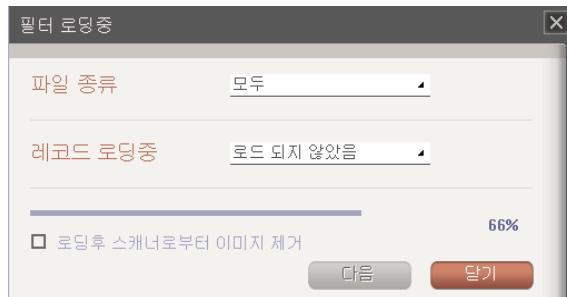 필터 로딩중
파일 종류 모두
레코드 로딩중 로드 되지 않았음
66%
로딩후 스캐너로부터 이미지 제거
다음 닫기